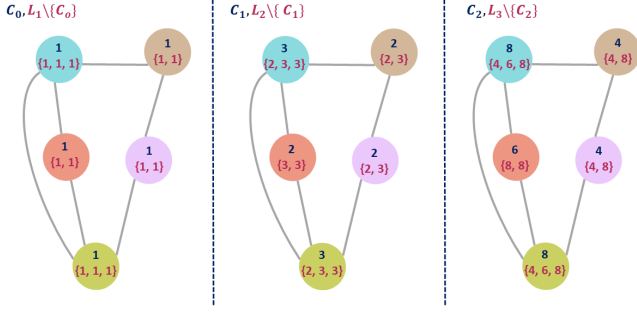 C₀, L₁\{C₀}
1
{1, 1, 1}
1
{1, 1}
1
{1, 1}
1
{1, 1}
1
{1, 1, 1}
C₁, L₂\{ C₁}
3
{2, 3, 3}
2
{2, 3}
2
{3, 3}
2
{2, 3}
3
{2, 3, 3}
C₂, L₃\{C₂}
8
{4, 6, 8}
4
{4, 8}
6
{8, 8}
4
{4, 8}
8
{4, 6, 8}